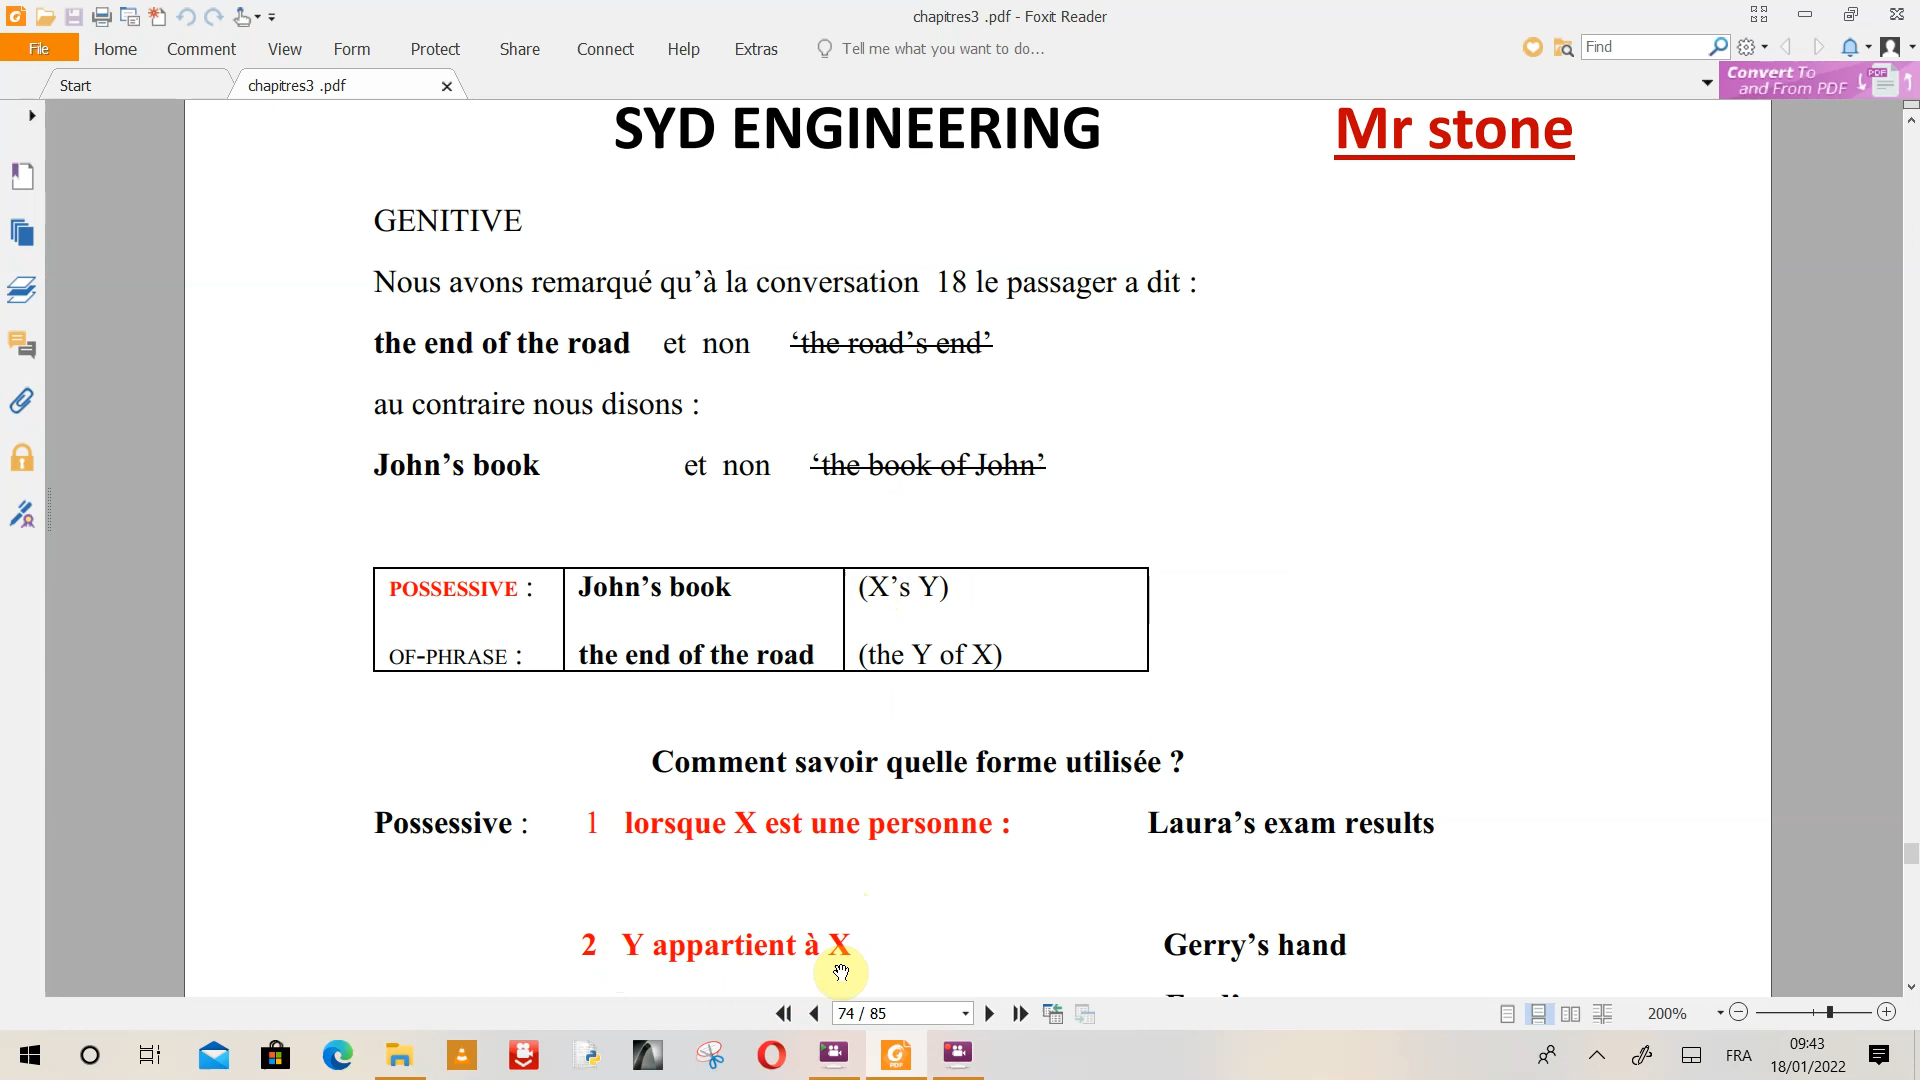 chapitres3 .pdf - Foxit Reader
File Home Comment View Form Protect Share Connect Help Extras Tell me what you want to do... Find
Start chapitres3 .pdf
Convert To
and From PDF
PDF
SYD ENGINEERING Mr stone
GENITIVE
Nous avons remarqué qu’à la conversation 18 le passager a dit :
the end of the road et non ‘the road’s end’
au contraire nous disons :
John’s book et non ‘the book of John’
POSSESSIVE : John’s book (X’s Y)
OF-PHRASE : the end of the road (the Y of X)
Comment savoir quelle forme utilisée ?
Possessive : 1 lorsque X est une personne : Laura’s exam results
2 Y appartient à X Gerry’s hand
74 / 85 200%
FRA
09:43
18/01/2022